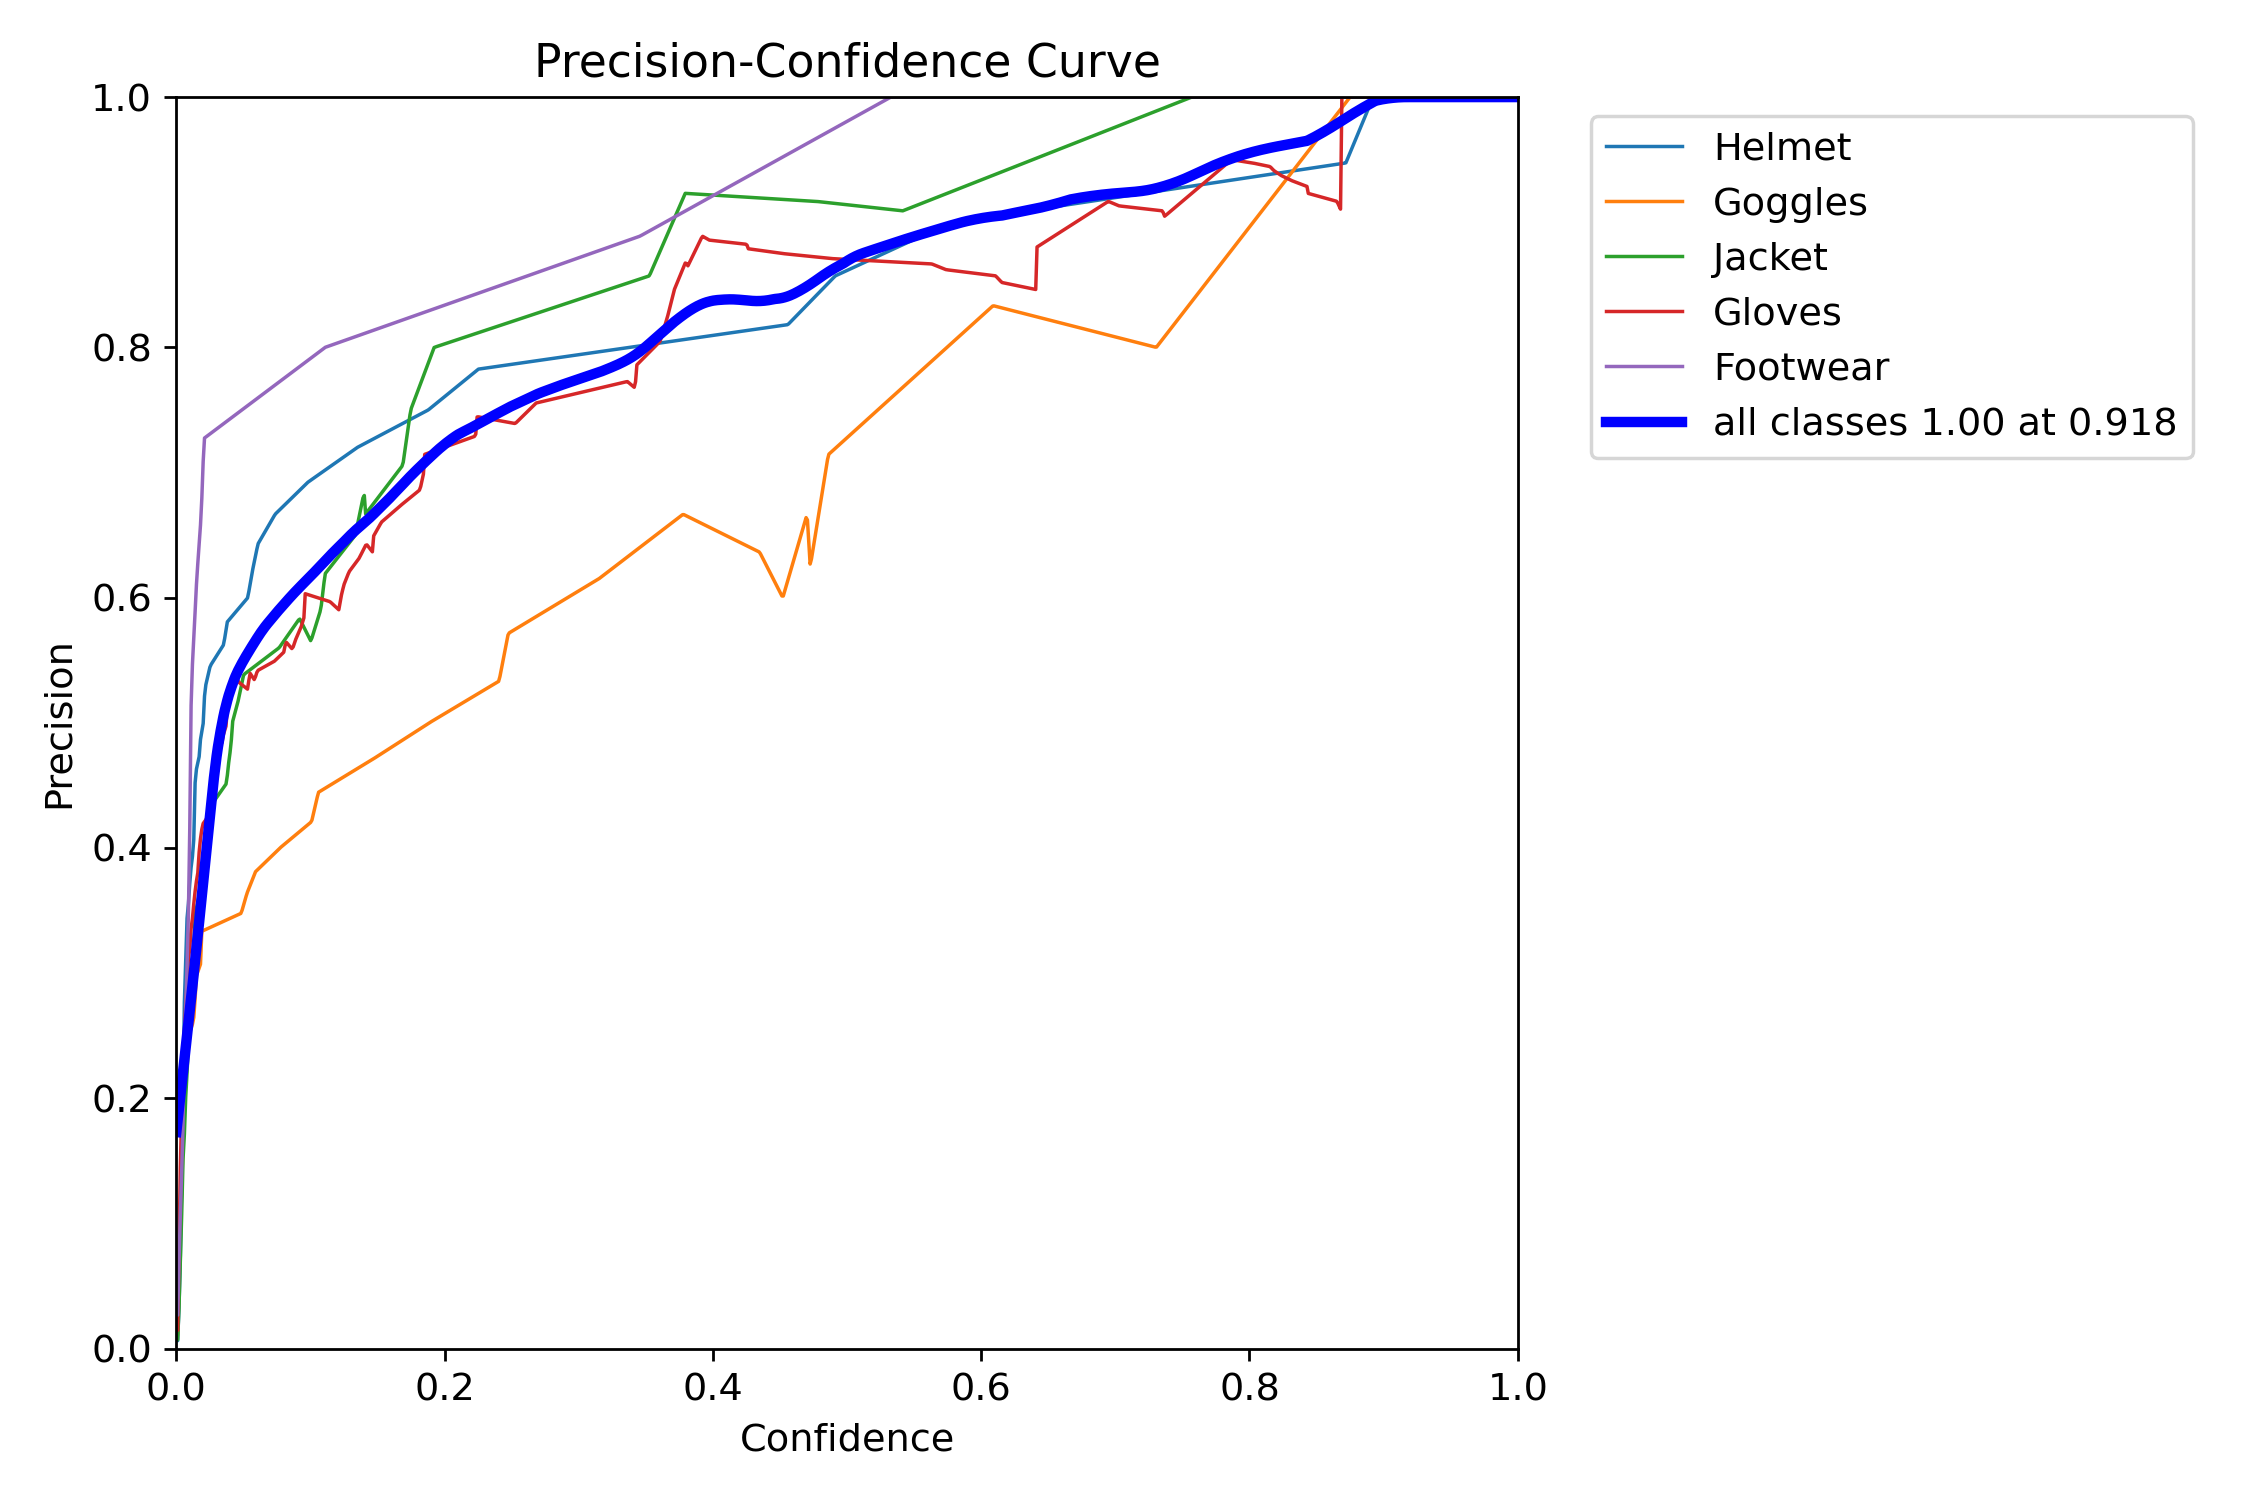 Precision-Confidence Curve
1.0
0.8
0.6
0.4
0.2
0.0
Precision
0.0 0.2 0.4 0.6 0.8 1.0
Confidence
Helmet
Goggles
Jacket
Gloves
Footwear
all classes 1.00 at 0.918